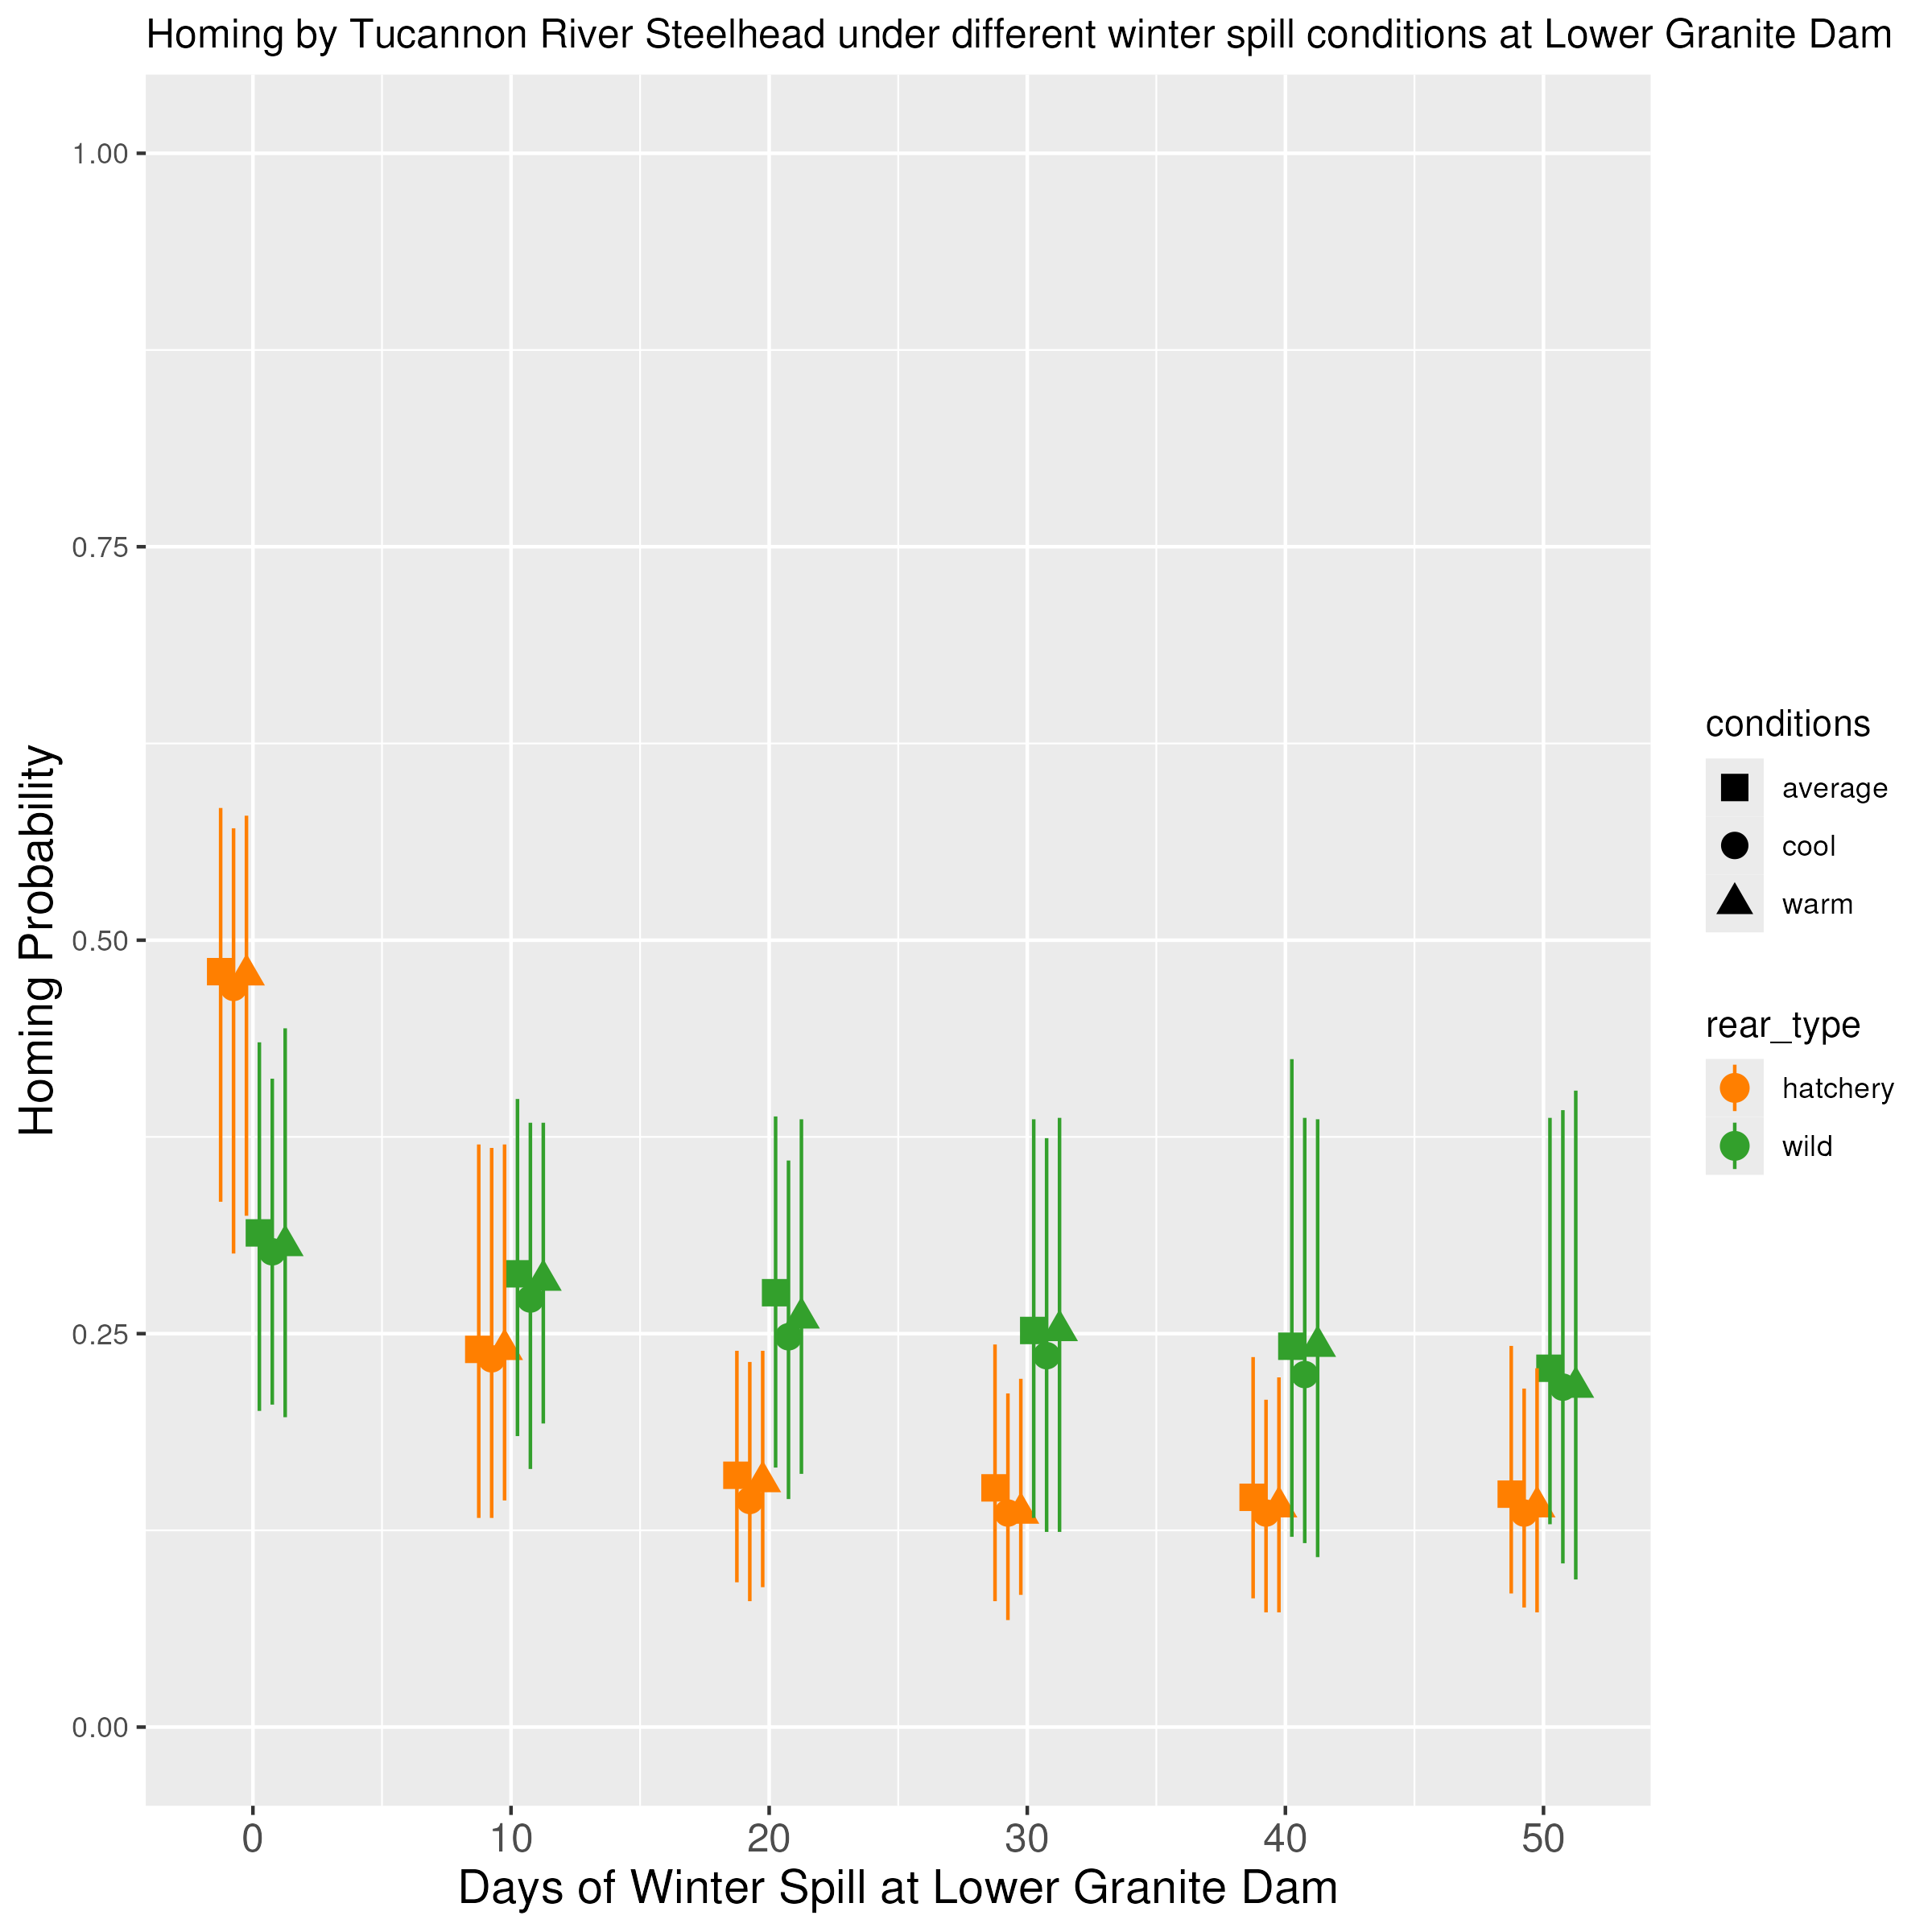 Homing by Tucannon River Steelhead under different winter spill conditions at Lower Granite Dam
Homing Probability
1.00
0.75
0.50
0.25
0.00
0 10 20 30 40 50
Days of Winter Spill at Lower Granite Dam
conditions
average
cool
warm
rear_type
hatchery
wild